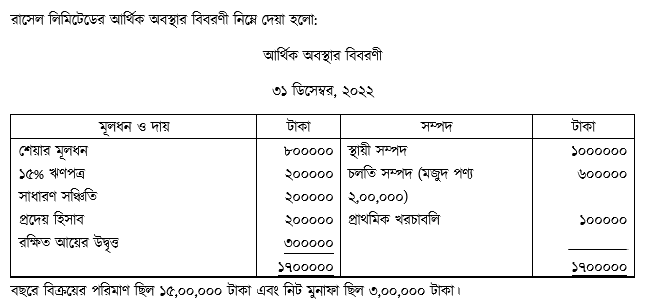 রাসেল লিমিটেডের আর্থিক অবস্থার বিবরণী নিম্নে দেয়া হলো:
আর্থিক অবস্থার বিবরণী
৩১ ডিসেম্বর, ২০২২
মূলধন ও দায় টাকা সম্পদ টাকা
শেয়ার মূলধন ৮০০০০০ স্থায়ী সম্পদ ১০০০০০০
১৫% ঋণপত্র ২০০০০০ চলতি সম্পদ (মজুদ পণ্য ৬০০০০০
সাধারণ সঞ্চিতি ২০০০০০ ২,০০,০০০)
প্রদেয় হিসাব ২০০০০০ প্রাথমিক খরচাবলি ১০০০০০
রক্ষিত আয়ের উদ্বৃত্ত ৩০০০০০
১৭০০০০০ ১৭০০০০০
বছরে বিক্রয়ের পরিমাণ ছিল ১৫,০০,০০০ টাকা এবং নিট মুনাফা ছিল ৩,০০,০০০ টাকা।